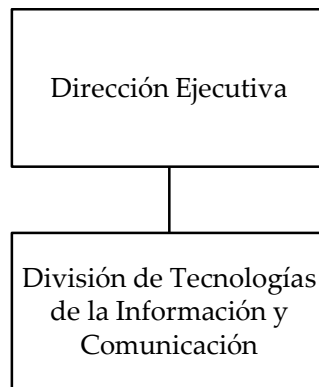 Dirección Ejecutiva
División de Tecnologías
de la Información y
Comunicación